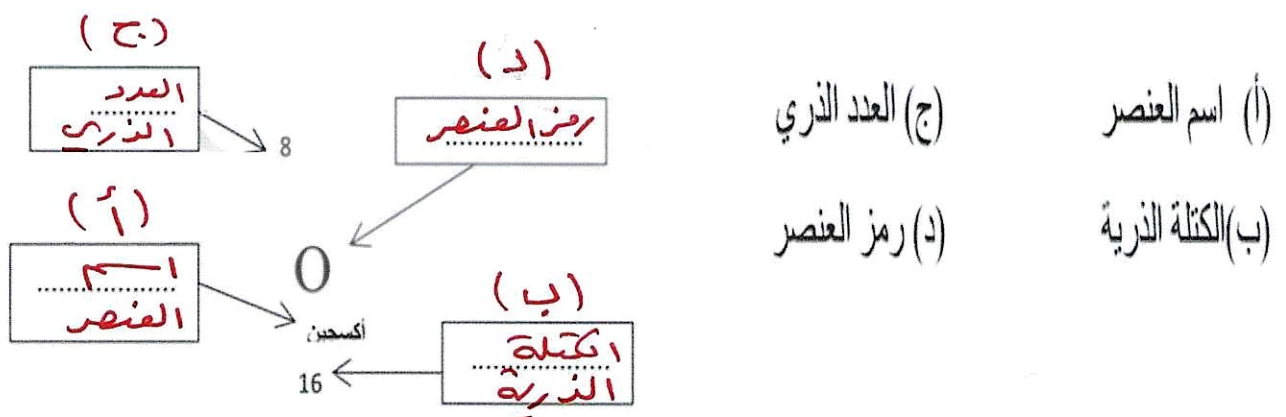 (أ) اسم العنصر
(ج) العدد الذري
(ب) الكتلة الذرية
(د) رمز العنصر
(ج)
العدد
الذري
8
(د)
رمز العنصر
(أ)
اسم
العنصر
O
أكسجين
16
(ب)
الكتلة
الذرية